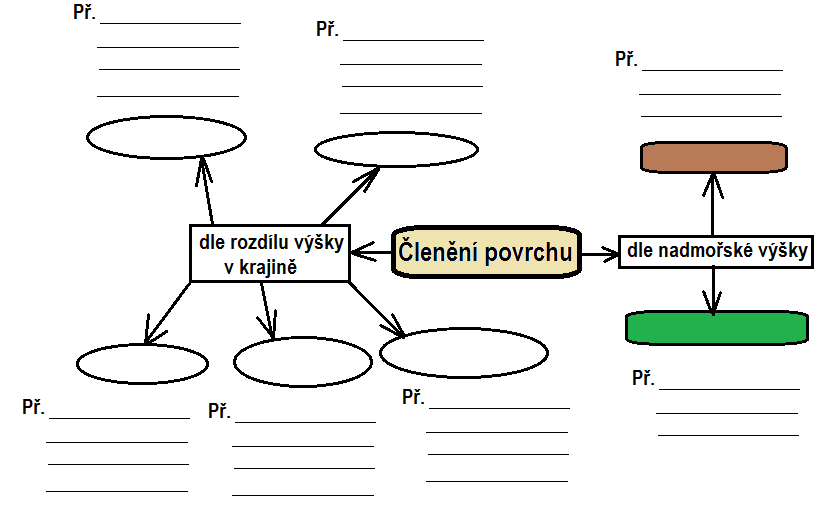 Př.
Př.
Př.
dle rozdílu výšky
v krajině
Členění povrchu
dle nadmořské výšky
Př.
Př.
Př.
Př.